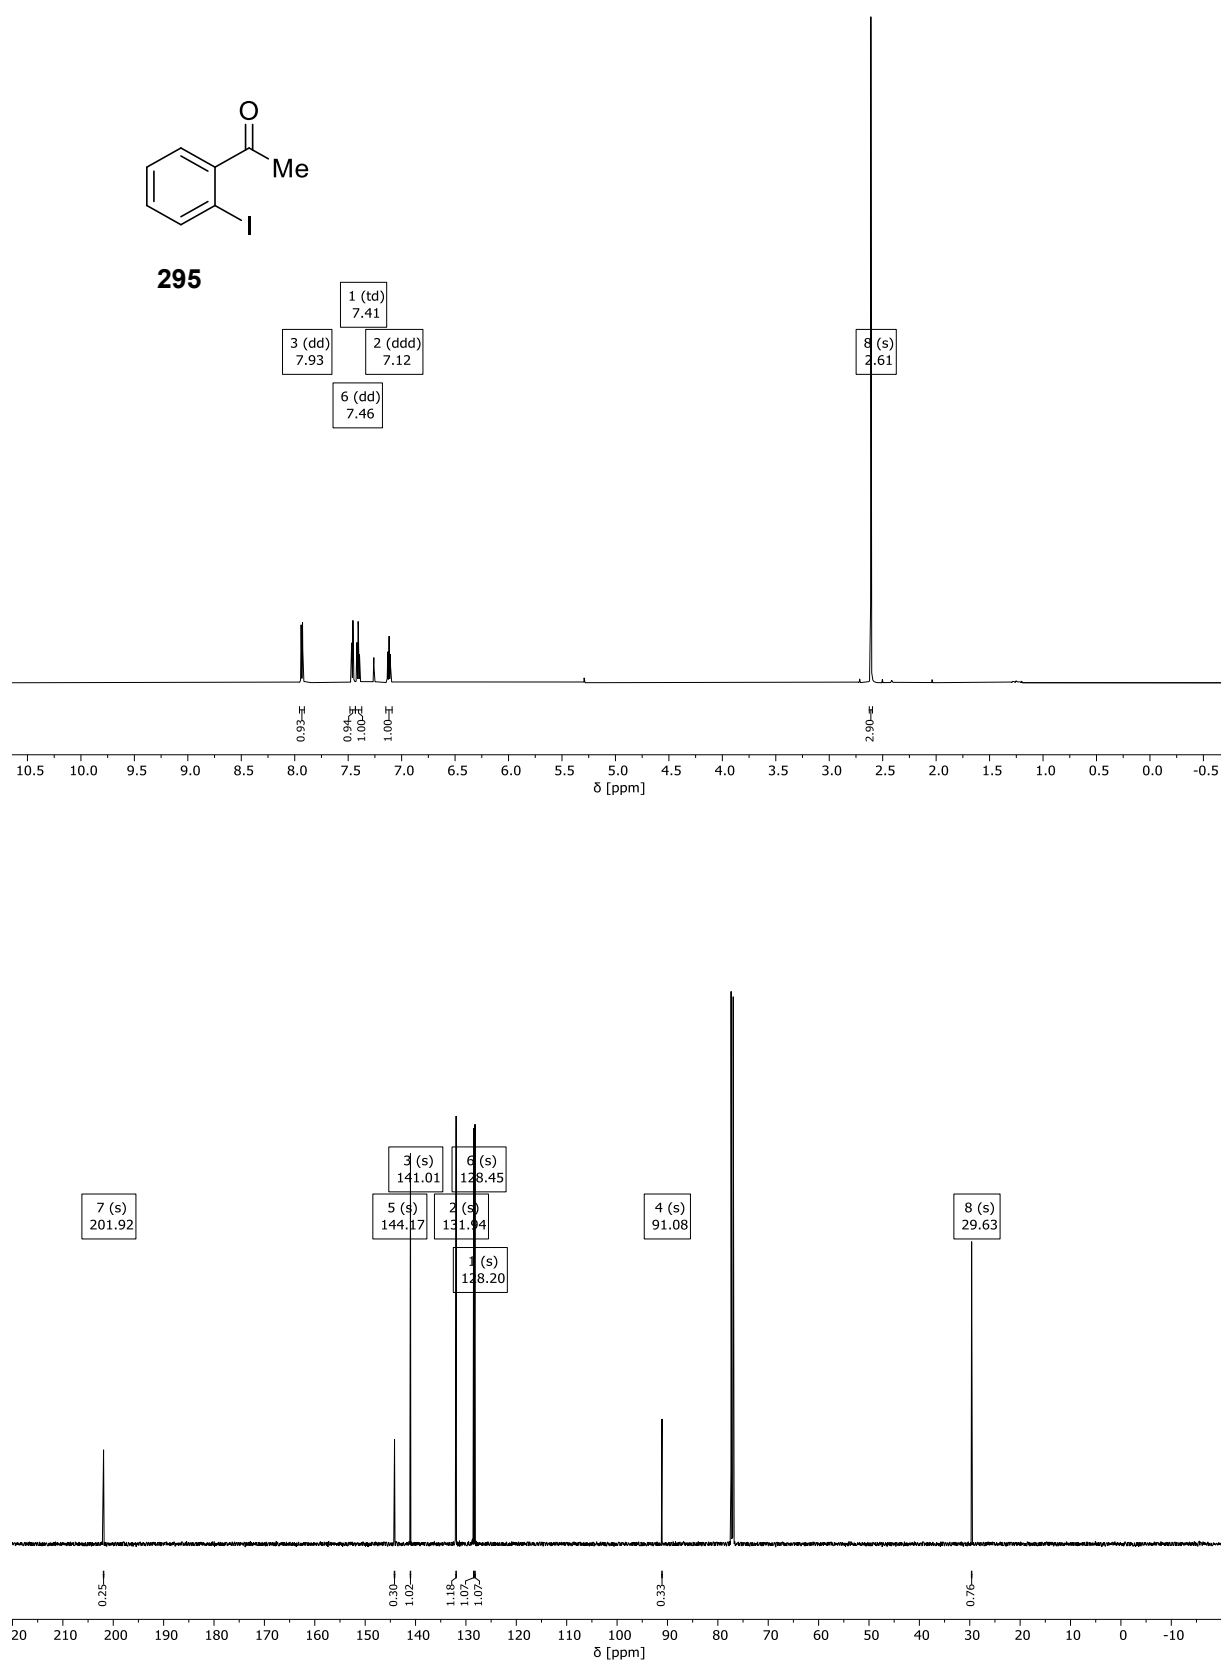 O
Me
I
295
1 (td)
7.41
3 (dd)
7.93
2 (ddd)
7.12
8 (s)
2.61
6 (dd)
7.46
0.93
0.94
1.00
1.00
2.90
10.5 10.0 9.5 9.0 8.5 8.0 7.5 7.0 6.5 6.0 5.5 5.0 4.5 4.0 3.5 3.0 2.5 2.0 1.5 1.0 0.5 0.0 -0.5
δ [ppm]
3 (s)
141.01
6 (s)
128.45
7 (s)
201.92
5 (s)
144.17
2 (s)
131.94
4 (s)
91.08
8 (s)
29.63
1 (s)
128.20
0.25
0.30
1.02
1.18
1.07
1.07
0.33
0.76
20 210 200 190 180 170 160 150 140 130 120 110 100 90 80 70 60 50 40 30 20 10 0 -10
δ [ppm]